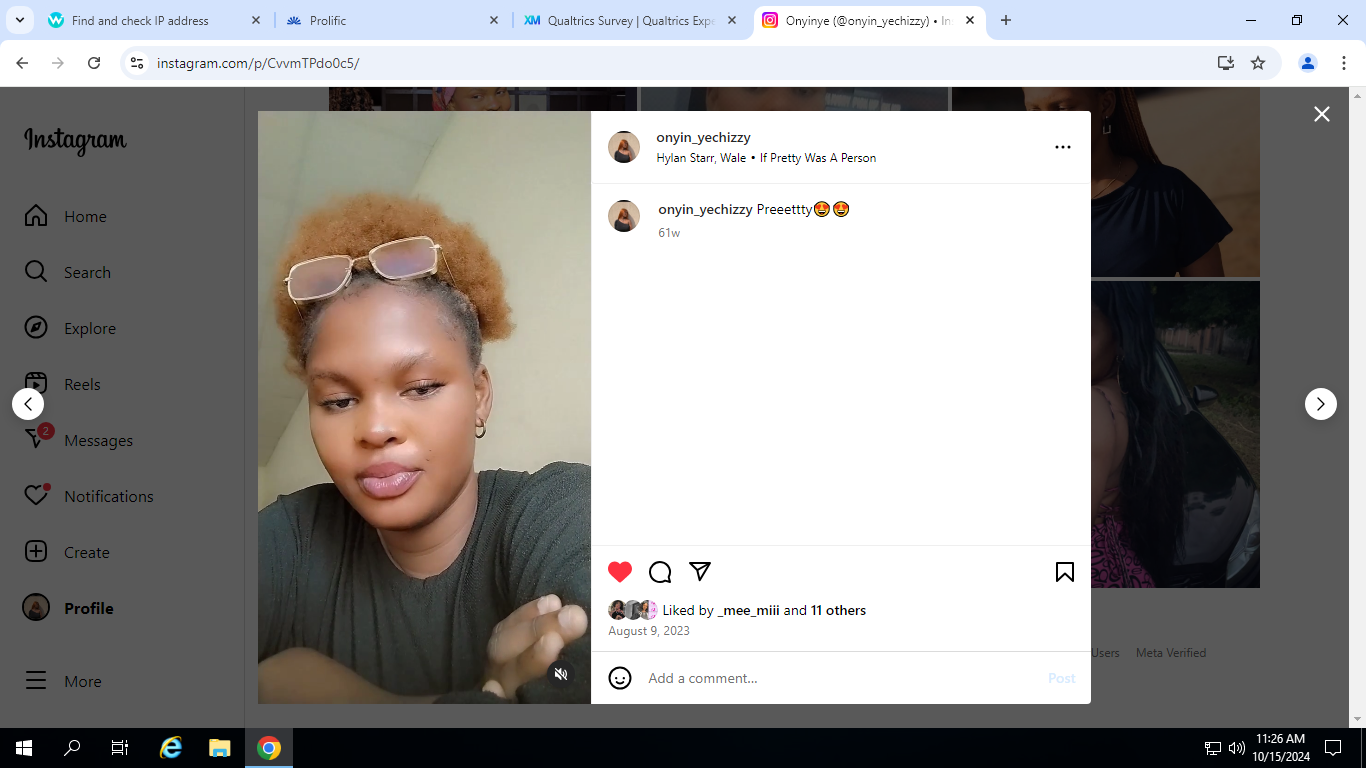 Find and check IP address
Prolific
XM Qualtrics Survey | Qualtrics Expe
Onyinye (@onyin_yechizzy) • In
instagram.com/p/CvvmTPdo0c5/
Instagram
Home
Search
Explore
Reels
2
Messages
Notifications
Create
Profile
More
onyin_yechizzy
Hylan Starr, Wale • If Pretty Was A Person
onyin_yechizzy Preeettty😍😍
61w
Liked by _mee_miii and 11 others
August 9, 2023
Add a comment...
Post
Users
Meta Verified
11:26 AM
10/15/2024